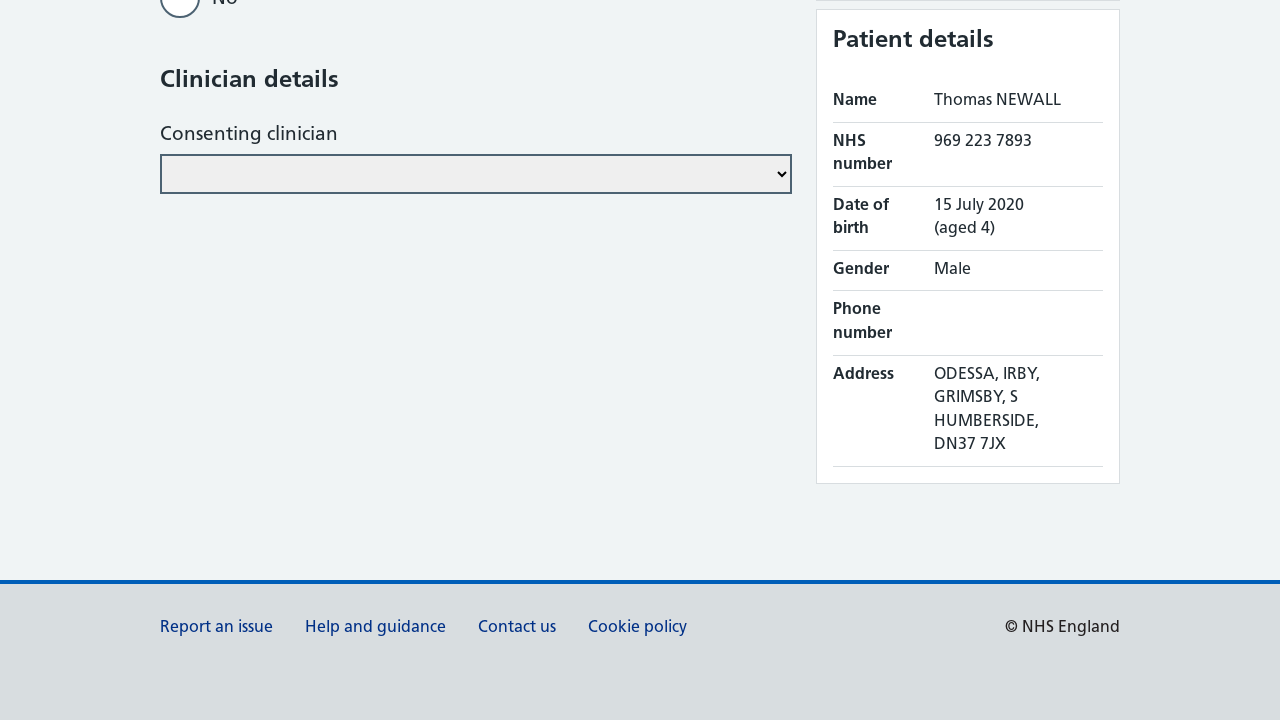 No
Clinician details
Consenting clinician
Patient details
Name Thomas NEWALL
NHS number 969 223 7893
Date of birth 15 July 2020 (aged 4)
Gender Male
Phone number
Address ODESSA, IRBY,
GRIMSBY, S
HUMBERSIDE,
DN37 7JX
Report an issue Help and guidance Contact us Cookie policy © NHS England